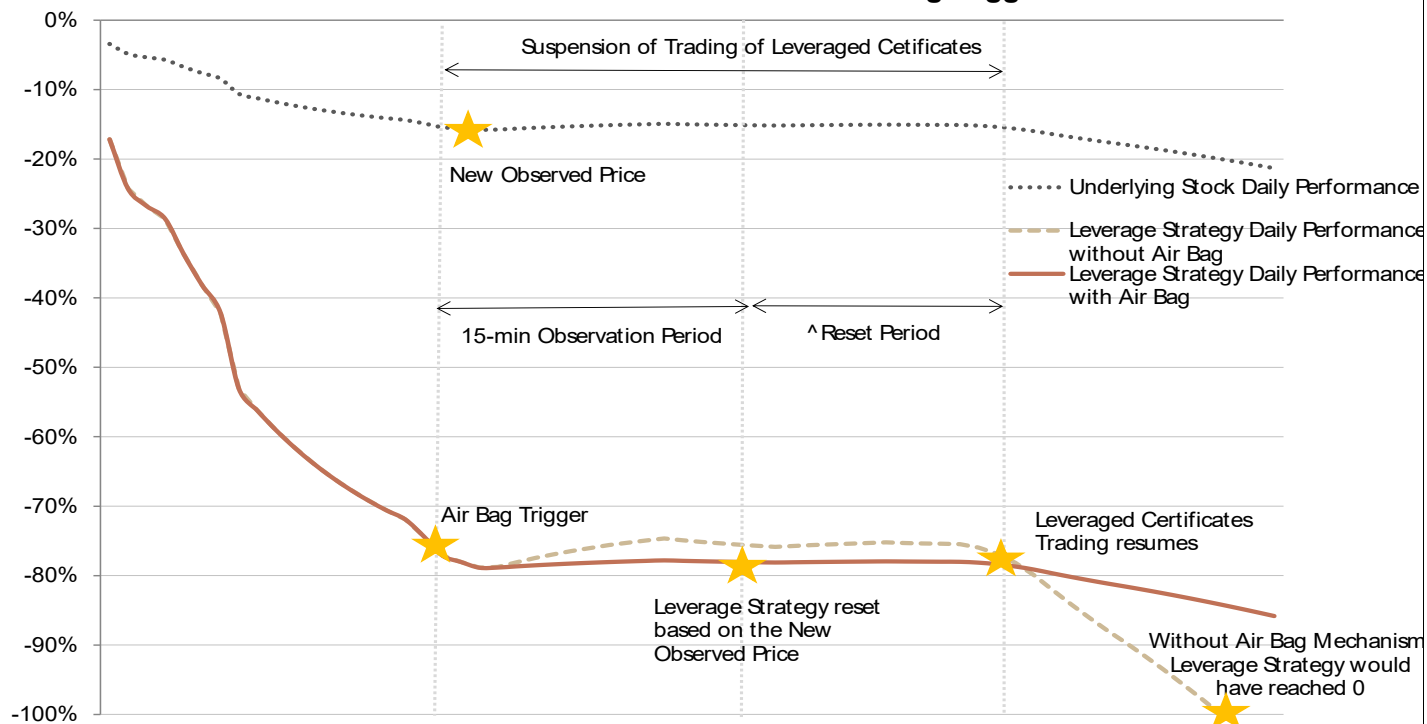 0%
-10%
-20%
-30%
-40%
-50%
-60%
-70%
-80%
-90%
-100%
Suspension of Trading of Leveraged Cetificates
New Observed Price
Underlying Stock Daily Performance
Leverage Strategy Daily Performance
without Air Bag
Leverage Strategy Daily Performance
with Air Bag
15-min Observation Period
^Reset Period
Air Bag Trigger
Leveraged Certificates
Trading resumes
Leverage Strategy reset
based on the New
Observed Price
Without Air Bag Mechanism
Leverage Strategy would
have reached 0